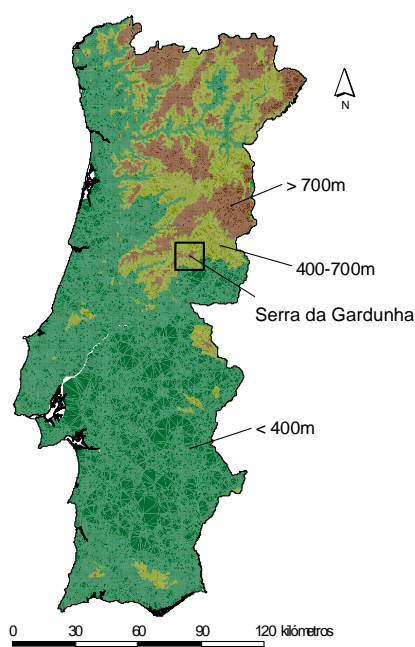 N
> 700m
400-700m
Serra da Gardunha
< 400m
0 30 60 90 120 kilómetros